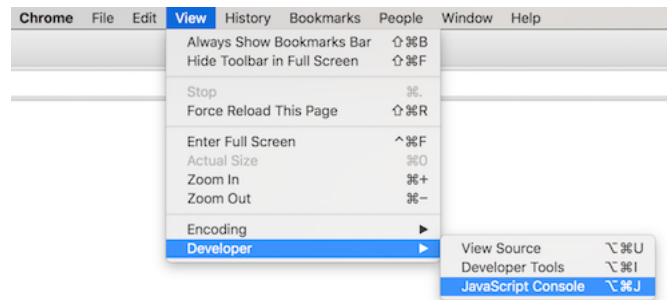 Chrome File Edit View History Bookmarks People Window Help
Always Show Bookmarks Bar ⇧⌘B
Hide Toolbar in Full Screen ⇧⌘F
Stop ⌘.
Force Reload This Page ⇧⌘R
Enter Full Screen ^⌘F
Actual Size ⌘0
Zoom In ⌘+
Zoom Out ⌘−
Encoding ▶
Developer ▶
View Source ⌥⌘U
Developer Tools ⌥⌘I
JavaScript Console ⌥⌘J